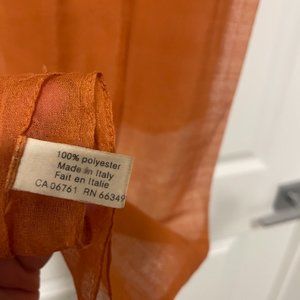 100% polyester
Made in Italy
Fait en Italie
CA 06761 RN 66349